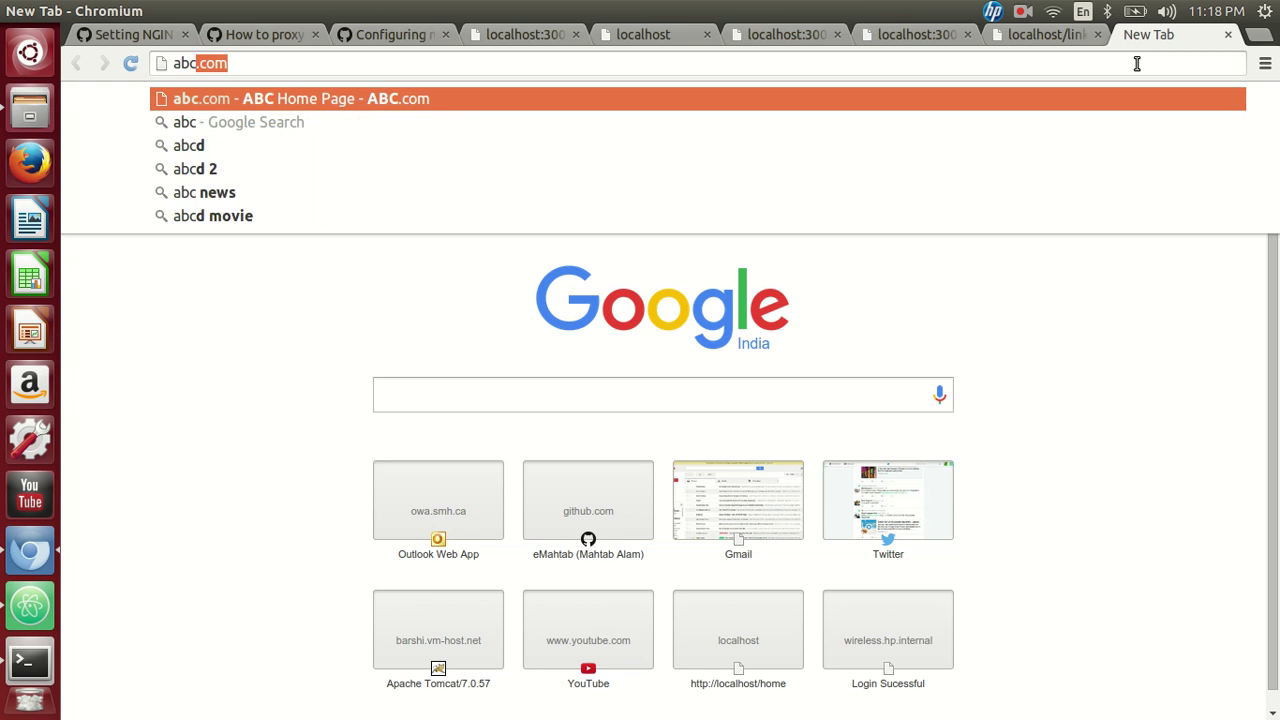 New Tab - Chromium
hp En 11:18 PM
Setting NGIN × How to proxy × Configuring n × localhost:300 × localhost × localhost:300 × localhost:300 × localhost/link × New Tab ×
abc.com
abc.com - ABC Home Page - ABC.com
abc - Google Search
abcd
abcd 2
abc news
abcd movie
Google
India
owa.smh.ca
github.com
Outlook Web App
eMahtab (Mahtab Alam)
Gmail
Twitter
barshi.vm-host.net
www.youtube.com
localhost
wireless.hp.internal
Apache Tomcat/7.0.57
YouTube
http://localhost/home
Login Sucessful
a
You
Tube
>_